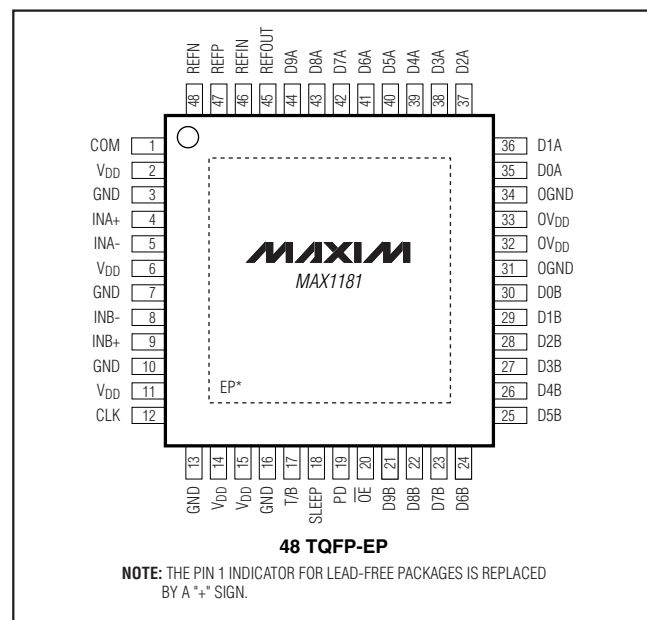 REFN
REFP
REFIN
REFOUT
D9A
D8A
D7A
D6A
D5A
D4A
D3A
D2A
48
47
46
45
44
43
42
41
40
39
38
37
COM 1
VDD 2
GND 3
INA+ 4
INA- 5
VDD 6
GND 7
INB- 8
INB+ 9
GND 10
VDD 11
CLK 12
MAXIM
MAX1181
EP*
36 D1A
35 D0A
34 OGND
33 OVDD
32 OVDD
31 OGND
30 D0B
29 D1B
28 D2B
27 D3B
26 D4B
25 D5B
13
14
15
16
17
18
19
20
21
22
23
24
GND
VDD
VDD
GND
T/B
SLEEP
PD
OE
D9B
D8B
D7B
D6B
48 TQFP-EP
NOTE: THE PIN 1 INDICATOR FOR LEAD-FREE PACKAGES IS REPLACED
BY A "+" SIGN.